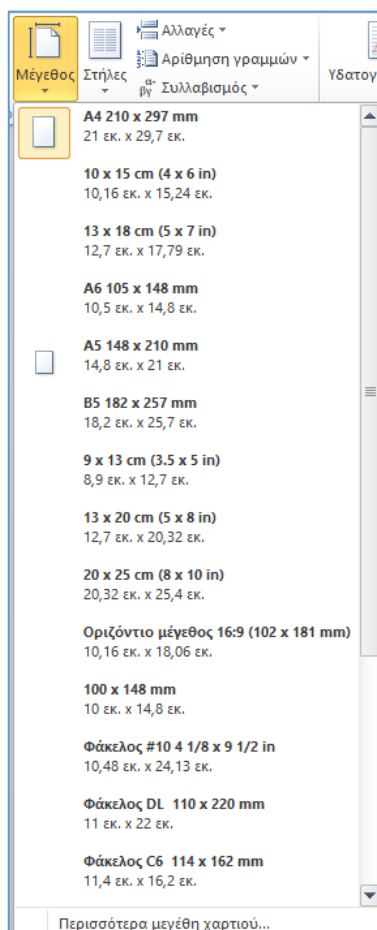 Μέγεθος
Στήλες
Αλλαγές
Αρίθμηση γραμμών
α-
βγ
Συλλαβισμός
Υδατογ
A4 210 x 297 mm
21 εκ. x 29,7 εκ.
10 x 15 cm (4 x 6 in)
10,16 εκ. x 15,24 εκ.
13 x 18 cm (5 x 7 in)
12,7 εκ. x 17,79 εκ.
A6 105 x 148 mm
10,5 εκ. x 14,8 εκ.
A5 148 x 210 mm
14,8 εκ. x 21 εκ.
B5 182 x 257 mm
18,2 εκ. x 25,7 εκ.
9 x 13 cm (3.5 x 5 in)
8,9 εκ. x 12,7 εκ.
13 x 20 cm (5 x 8 in)
12,7 εκ. x 20,32 εκ.
20 x 25 cm (8 x 10 in)
20,32 εκ. x 25,4 εκ.
Οριζόντιο μέγεθος 16:9 (102 x 181 mm)
10,16 εκ. x 18,06 εκ.
100 x 148 mm
10 εκ. x 14,8 εκ.
Φάκελος #10 4 1/8 x 9 1/2 in
10,48 εκ. x 24,13 εκ.
Φάκελος DL  110 x 220 mm
11 εκ. x 22 εκ.
Φάκελος C6  114 x 162 mm
11,4 εκ. x 16,2 εκ.
Περισσότερα μεγέθη χαρτιού...